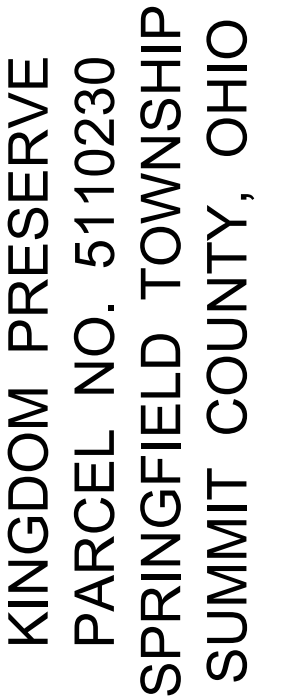 KINGDOM PRESERVE
PARCEL NO. 5110230
SPRINGFIELD TOWNSHIP
SUMMIT COUNTY, OHIO